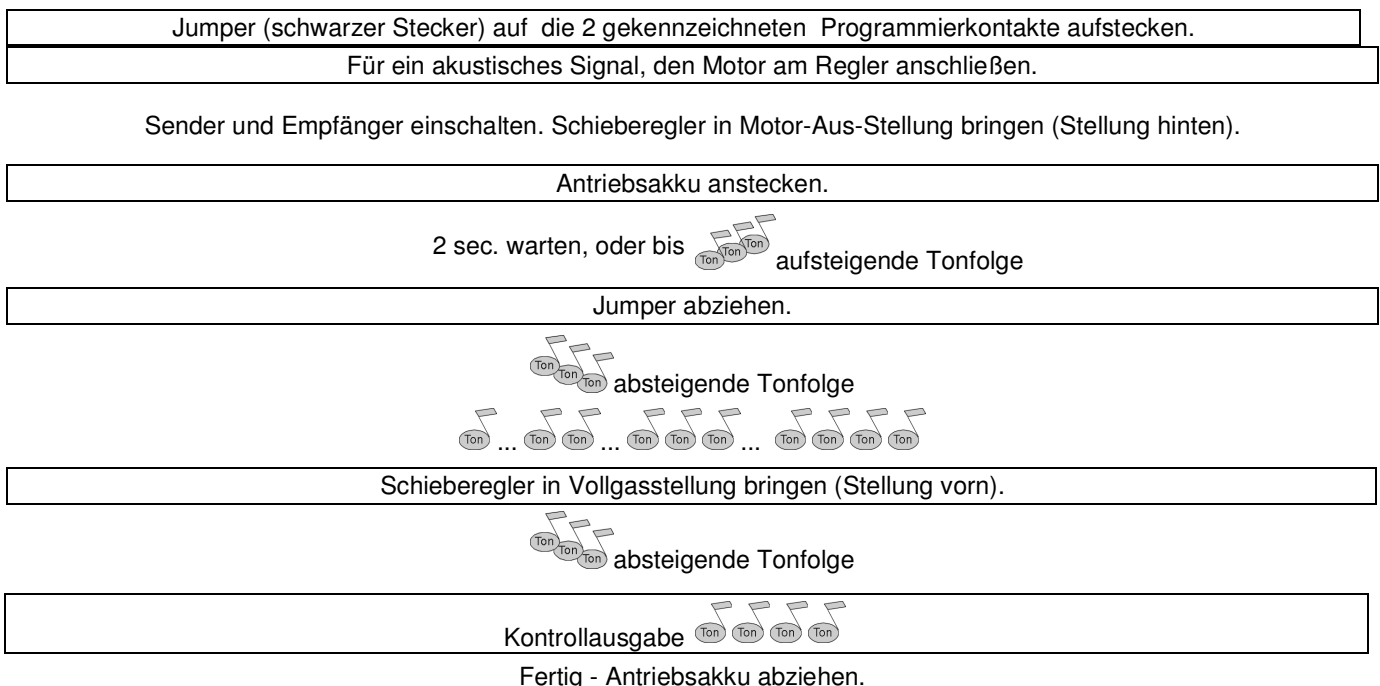 Jumper (schwarzer Stecker) auf die 2 gekennzeichneten Programmierkontakte aufstecken.
Für ein akustisches Signal, den Motor am Regler anschließen.
Sender und Empfänger einschalten. Schieberegler in Motor-Aus-Stellung bringen (Stellung hinten).
Antriebsakku anstecken.
2 sec. warten, oder bis Ton Ton Ton aufsteigende Tonfolge
Jumper abziehen.
Ton Ton Ton absteigende Tonfolge
Ton ... Ton Ton ... Ton Ton Ton ... Ton Ton Ton Ton
Schieberegler in Vollgasstellung bringen (Stellung vorn).
Ton Ton Ton absteigende Tonfolge
Kontrollausgabe Ton Ton Ton Ton
Fertig - Antriebsakku abziehen.